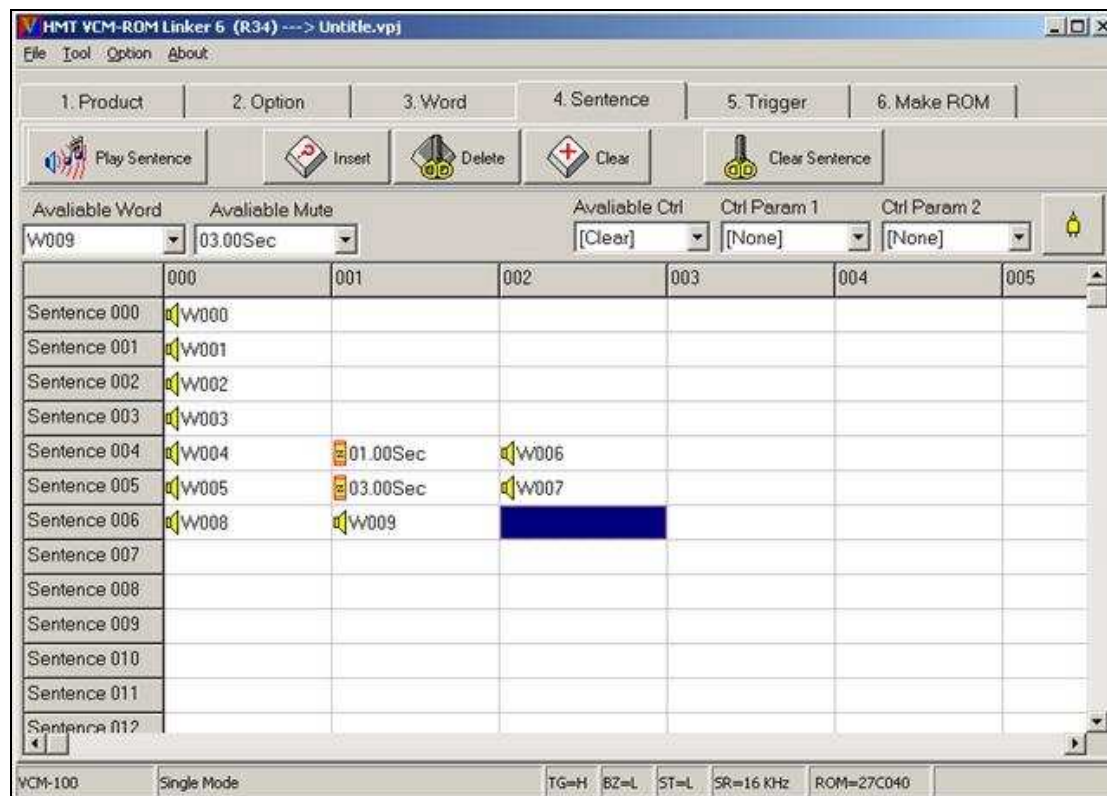 HMT VCM-ROM Linker 6 (R34) ---> Untitle.vpj
File Tool Option About
1. Product 2. Option 3. Word 4. Sentence 5. Trigger 6. Make ROM
Play Sentence Insert Delete Clear Clear Sentence
Avaliable Word Avaliable Mute Avaliable Ctrl Ctrl Param 1 Ctrl Param 2
W009 03.00Sec [Clear] [None] [None]
000 001 002 003 004 005
Sentence 000 W000
Sentence 001 W001
Sentence 002 W002
Sentence 003 W003
Sentence 004 W004 01.00Sec W006
Sentence 005 W005 03.00Sec W007
Sentence 006 W008 W009
Sentence 007
Sentence 008
Sentence 009
Sentence 010
Sentence 011
Sentence 012
VCM-100 Single Mode TG=H BZ=L ST=L SR=16 KHz ROM=27C040